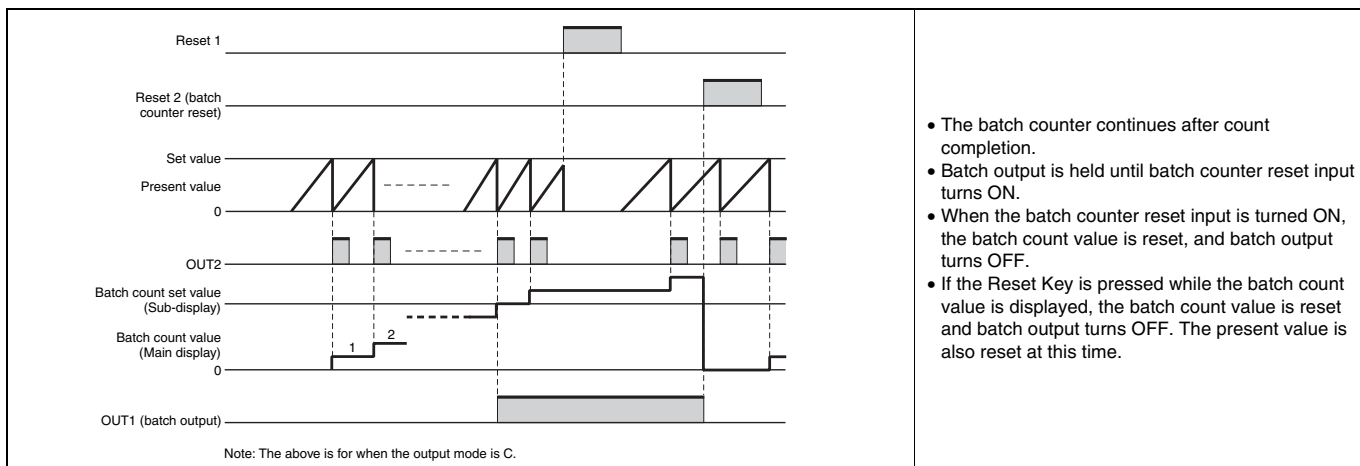 Reset 1
Reset 2 (batch
counter reset)
Set value
Present value
0
OUT2
Batch count set value
(Sub-display)
Batch count value
(Main display)
1
2
0
OUT1 (batch output)
Note: The above is for when the output mode is C.
• The batch counter continues after count
completion.
• Batch output is held until batch counter reset input
turns ON.
• When the batch counter reset input is turned ON,
the batch count value is reset, and batch output
turns OFF.
• If the Reset Key is pressed while the batch count
value is displayed, the batch count value is reset
and batch output turns OFF. The present value is
also reset at this time.